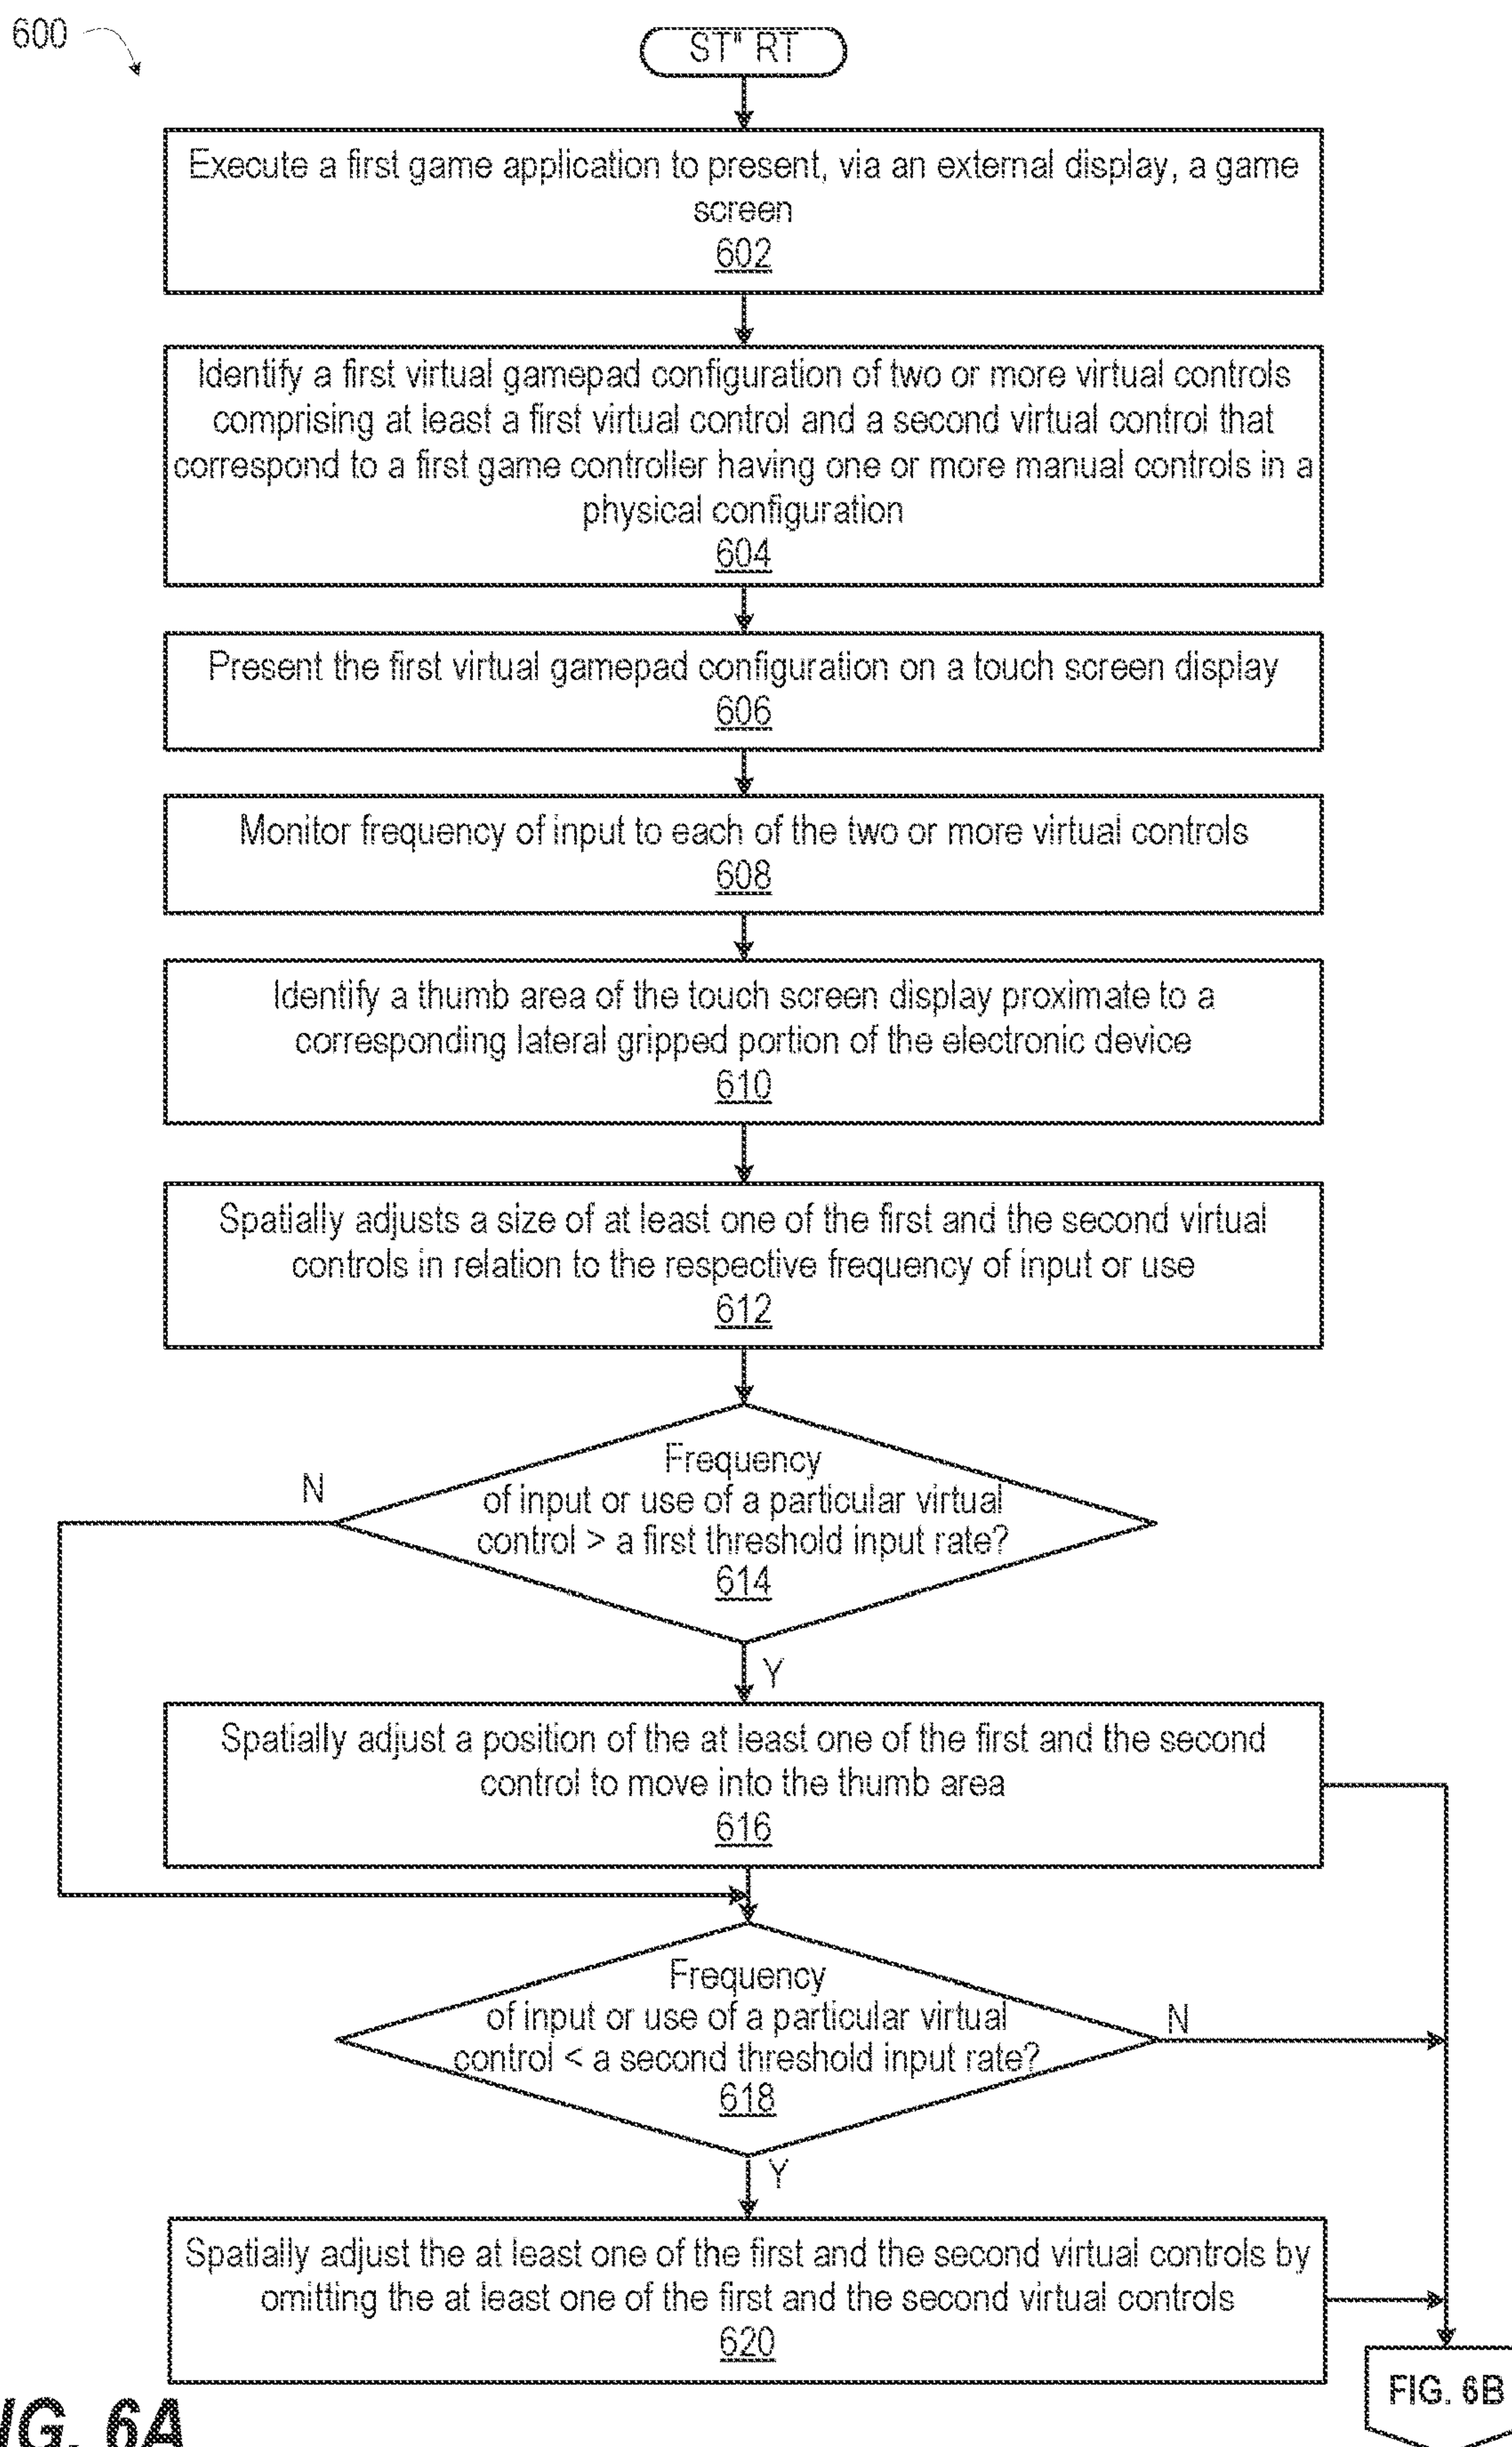 600
ST" RT
Execute a first game application to present, via an external display, a game
screen
602
Identify a first virtual gamepad configuration of two or more virtual controls
comprising at least a first virtual control and a second virtual control that
correspond to a first game controller having one or more manual controls in a
physical configuration
604
Present the first virtual gamepad configuration on a touch screen display
606
Monitor frequency of input to each of the two or more virtual controls
608
Identify a thumb area of the touch screen display proximate to a
corresponding lateral gripped portion of the electronic device
610
Spatially adjusts a size of at least one of the first and the second virtual
controls in relation to the respective frequency of input or use
612
Frequency
of input or use of a particular virtual
control > a first threshold input rate?
614
N
Y
Spatially adjust a position of the at least one of the first and the second
control to move into the thumb area
616
Frequency
of input or use of a particular virtual
control < a second threshold input rate?
618
N
Y
Spatially adjust the at least one of the first and the second virtual controls by
omitting the at least one of the first and the second virtual controls
620
FIG. 6B
IG. 6A